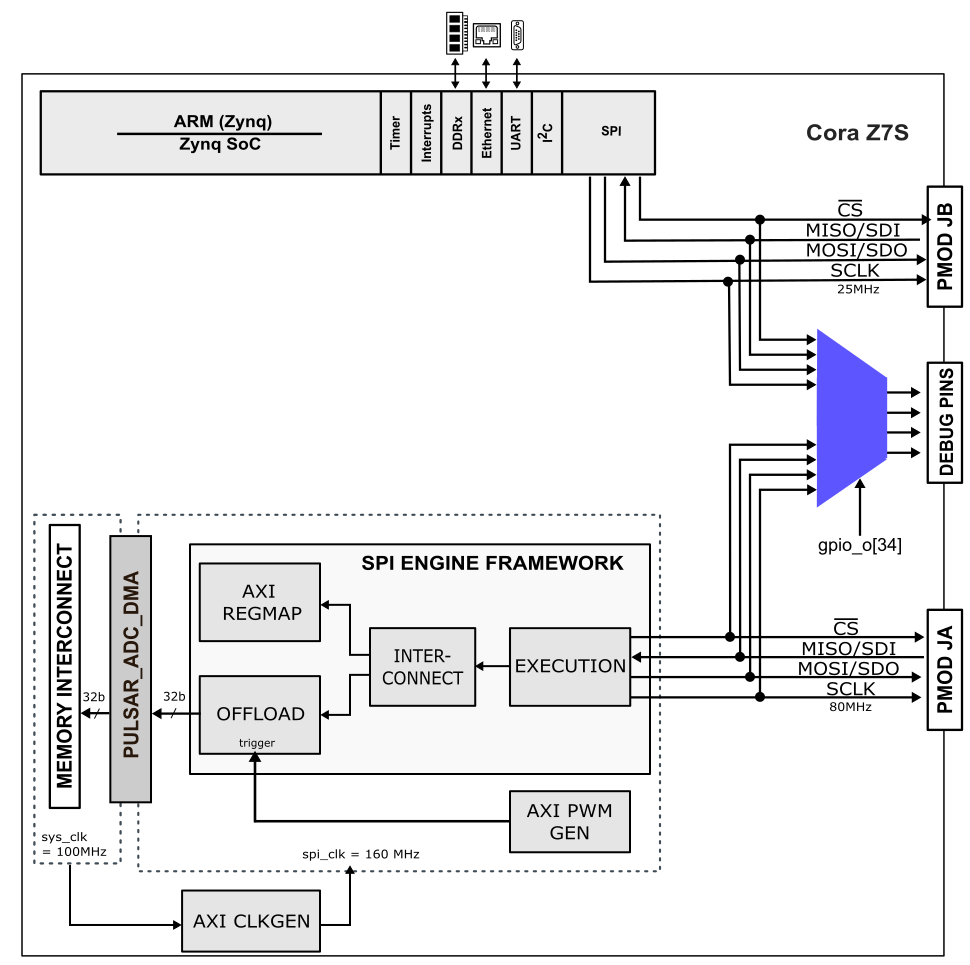 ARM (Zynq)
Zynq SoC
Timer
Interrupts
DDRx
Ethernet
UART
I2C
SPI
Cora Z7S
CS
MISO/SDI
MOSI/SDO
SCLK
25MHz
PMOD JB
DEBUG PINS
gpio_o[34]
SPI ENGINE FRAMEWORK
MEMORY INTERCONNECT
PULSAR_ADC_DMA
AXI
REGMAP
INTER-
CONNECT
EXECUTION
OFFLOAD
trigger
32b
32b
CS
MISO/SDI
MOSI/SDO
SCLK
80MHz
PMOD JA
AXI PWM
GEN
sys_clk
= 100MHz
spi_clk = 160 MHz
AXI CLKGEN